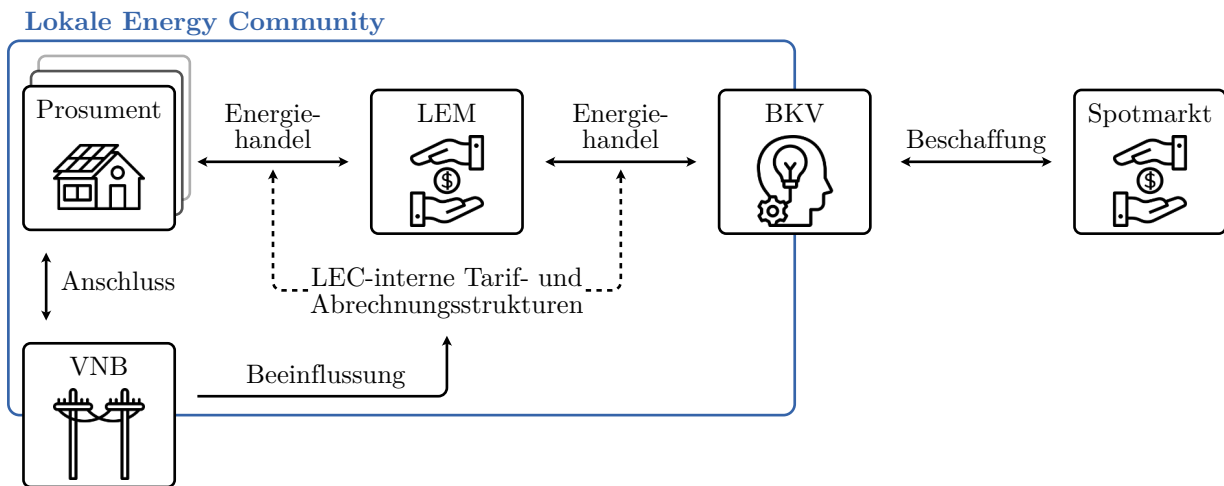 Lokale Energy Community
Prosument
Energie-
handel
LEM
Energie-
handel
BKV
Beschaffung
Spotmarkt
$
$
Anschluss
LEC-interne Tarif- und
Abrechnungsstrukturen
VNB
Beeinflussung